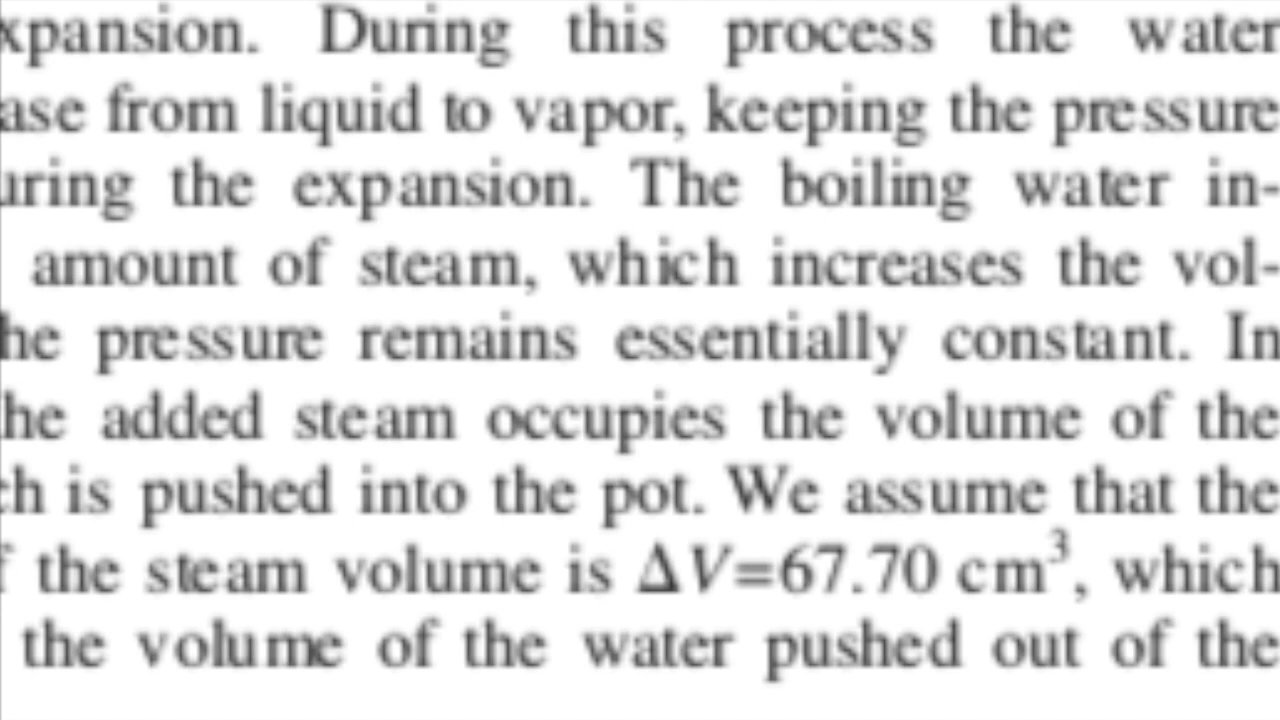 xpansion. During this process the water
ase from liquid to vapor, keeping the pressure
uring the expansion. The boiling water in-
amount of steam, which increases the vol-
he pressure remains essentially constant. In
he added steam occupies the volume of the
ch is pushed into the pot. We assume that the
f the steam volume is ΔV=67.70 cm³, which
the volume of the water pushed out of the